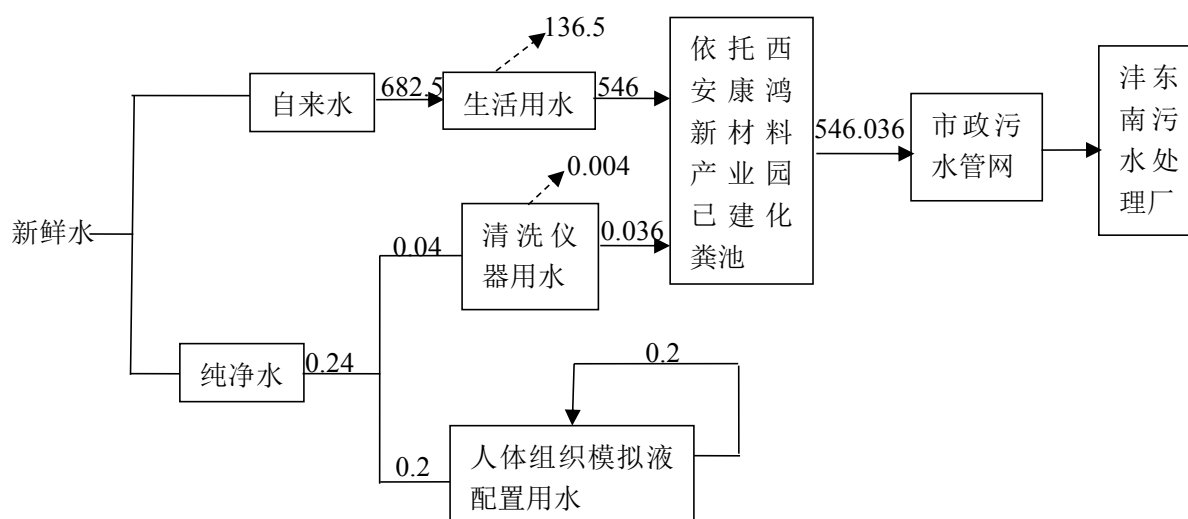 136.5
自来水
682.5
生活用水
546
依托西
安康鸿
新材料
产业园
已建化
粪池
546.036
市政污
水管网
沣东
南污
水处
理厂
0.004
新鲜水
0.04
清洗仪
器用水
0.036
纯净水
0.24
0.2
0.2
人体组织模拟液
配置用水